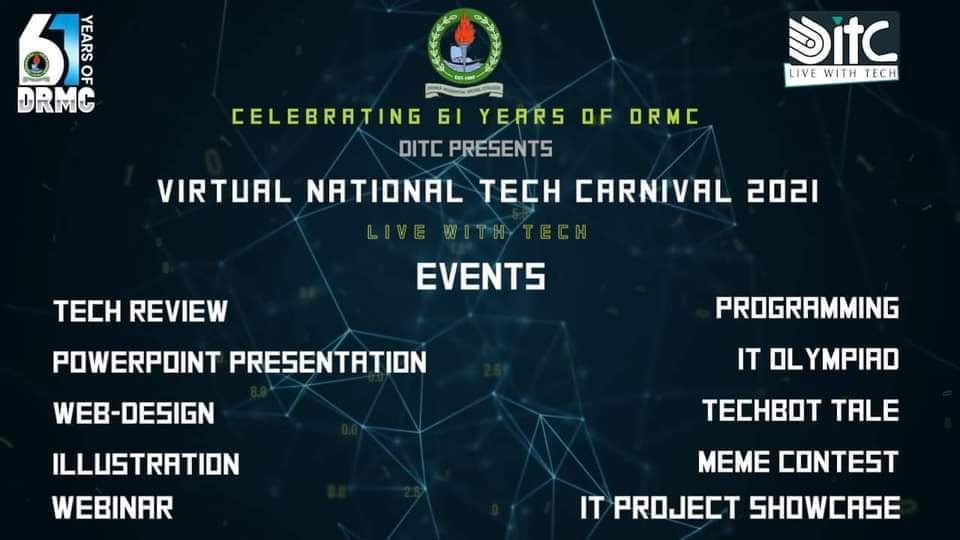 61
YEARS OF
DRMC
DITC
LIVE WITH TECH
CELEBRATING 61 YEARS OF DRMC
DITC PRESENTS
VIRTUAL NATIONAL TECH CARNIVAL 2021
LIVE WITH TECH
EVENTS
TECH REVIEW
POWERPOINT PRESENTATION
WEB-DESIGN
ILLUSTRATION
WEBINAR
PROGRAMMING
IT OLYMPIAD
TECHBOT TALE
MEME CONTEST
IT PROJECT SHOWCASE